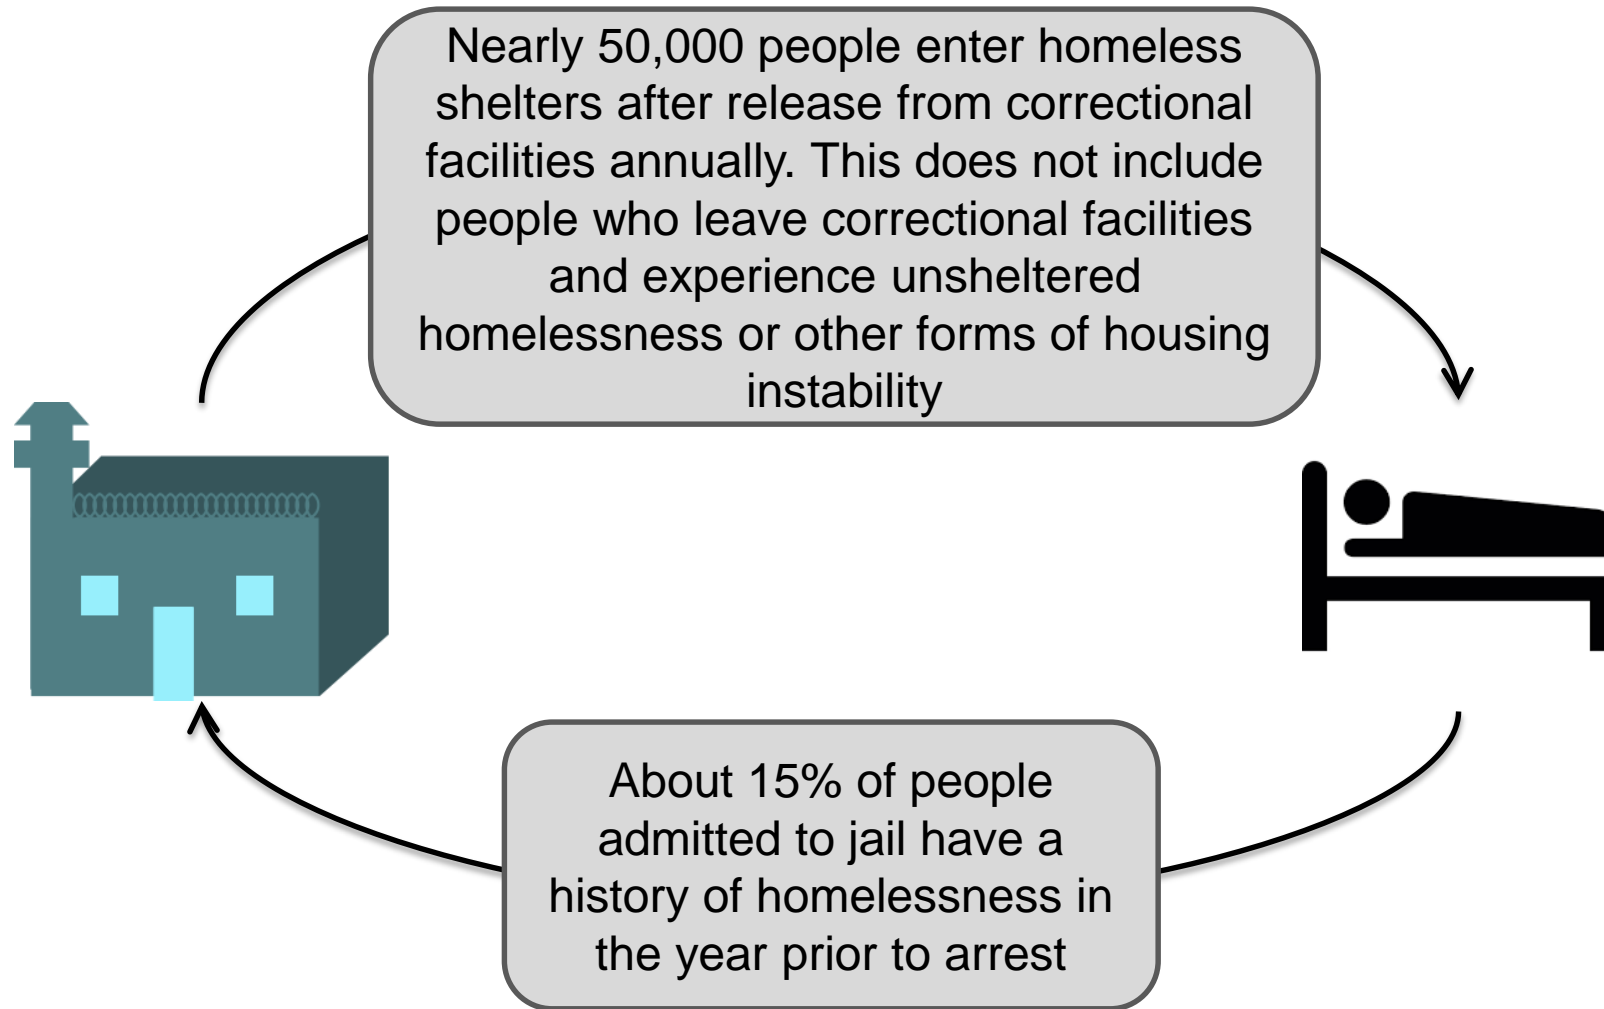 Nearly 50,000 people enter homeless
shelters after release from correctional
facilities annually. This does not include
people who leave correctional facilities
and experience unsheltered
homelessness or other forms of housing
instability
About 15% of people
admitted to jail have a
history of homelessness in
the year prior to arrest